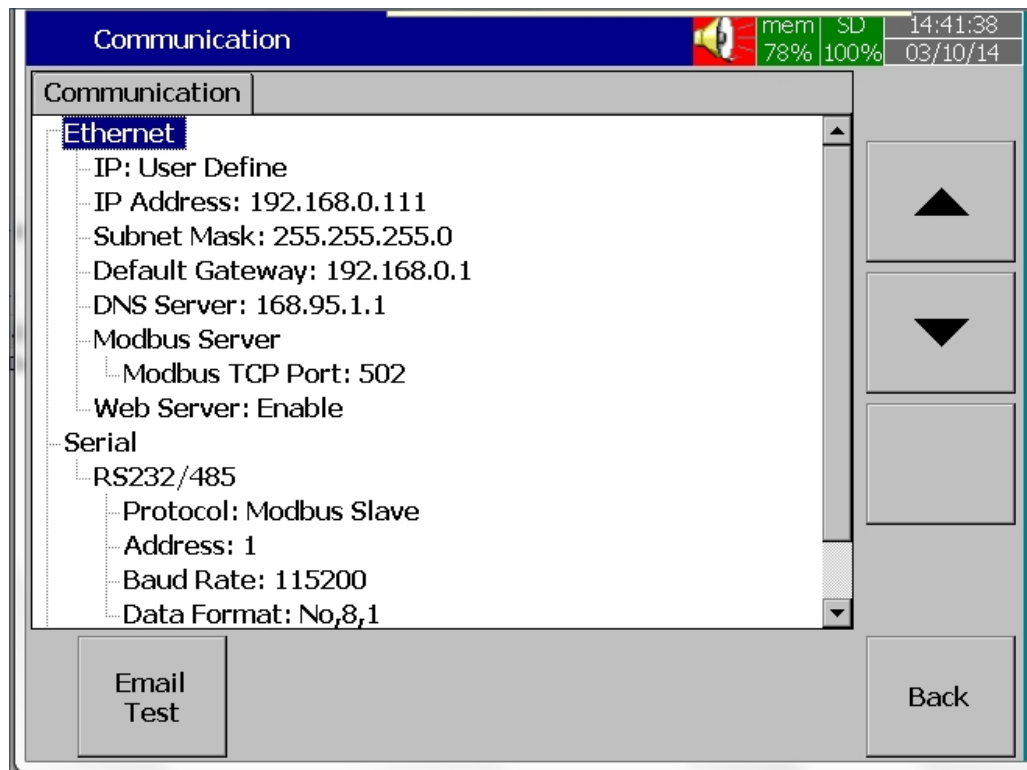 Communication
mem SD 14:41:38
78% 100% 03/10/14
Communication
Ethernet
IP: User Define
IP Address: 192.168.0.111
Subnet Mask: 255.255.255.0
Default Gateway: 192.168.0.1
DNS Server: 168.95.1.1
Modbus Server
Modbus TCP Port: 502
Web Server: Enable
Serial
RS232/485
Protocol: Modbus Slave
Address: 1
Baud Rate: 115200
Data Format: No,8,1
Email
Test
Back